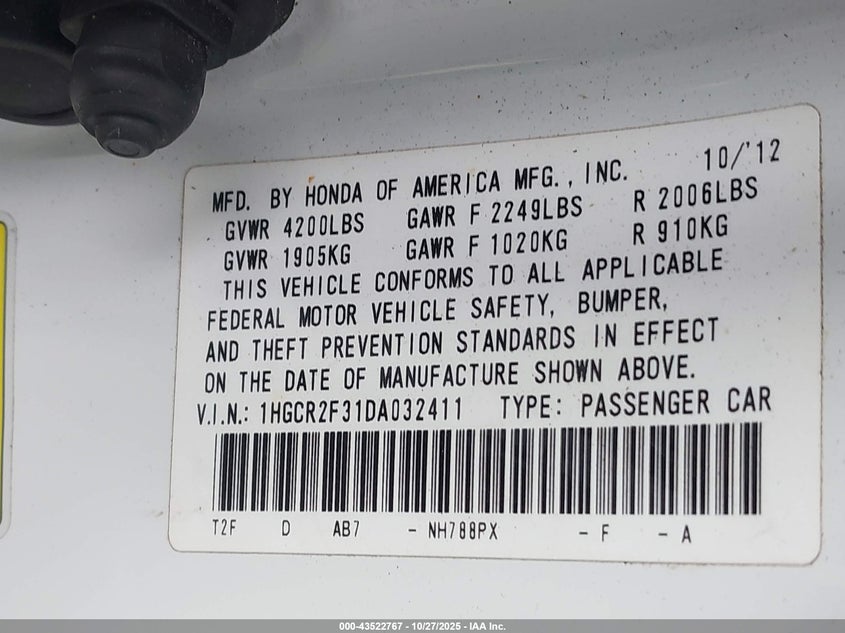 MFD. BY HONDA OF AMERICA MFG., INC. 10/'12
GVWR 4200LBS GAWR F 2249LBS R 2006LBS
GVWR 1905KG GAWR F 1020KG R 910KG
THIS VEHICLE CONFORMS TO ALL APPLICABLE
FEDERAL MOTOR VEHICLE SAFETY, BUMPER,
AND THEFT PREVENTION STANDARDS IN EFFECT
ON THE DATE OF MANUFACTURE SHOWN ABOVE.
V.I.N.: 1HGCR2F31DA032411 TYPE: PASSENGER CAR
T2F D AB7 - NH788PX - F - A
000-43522767 - 10/27/2025 - IAA Inc.